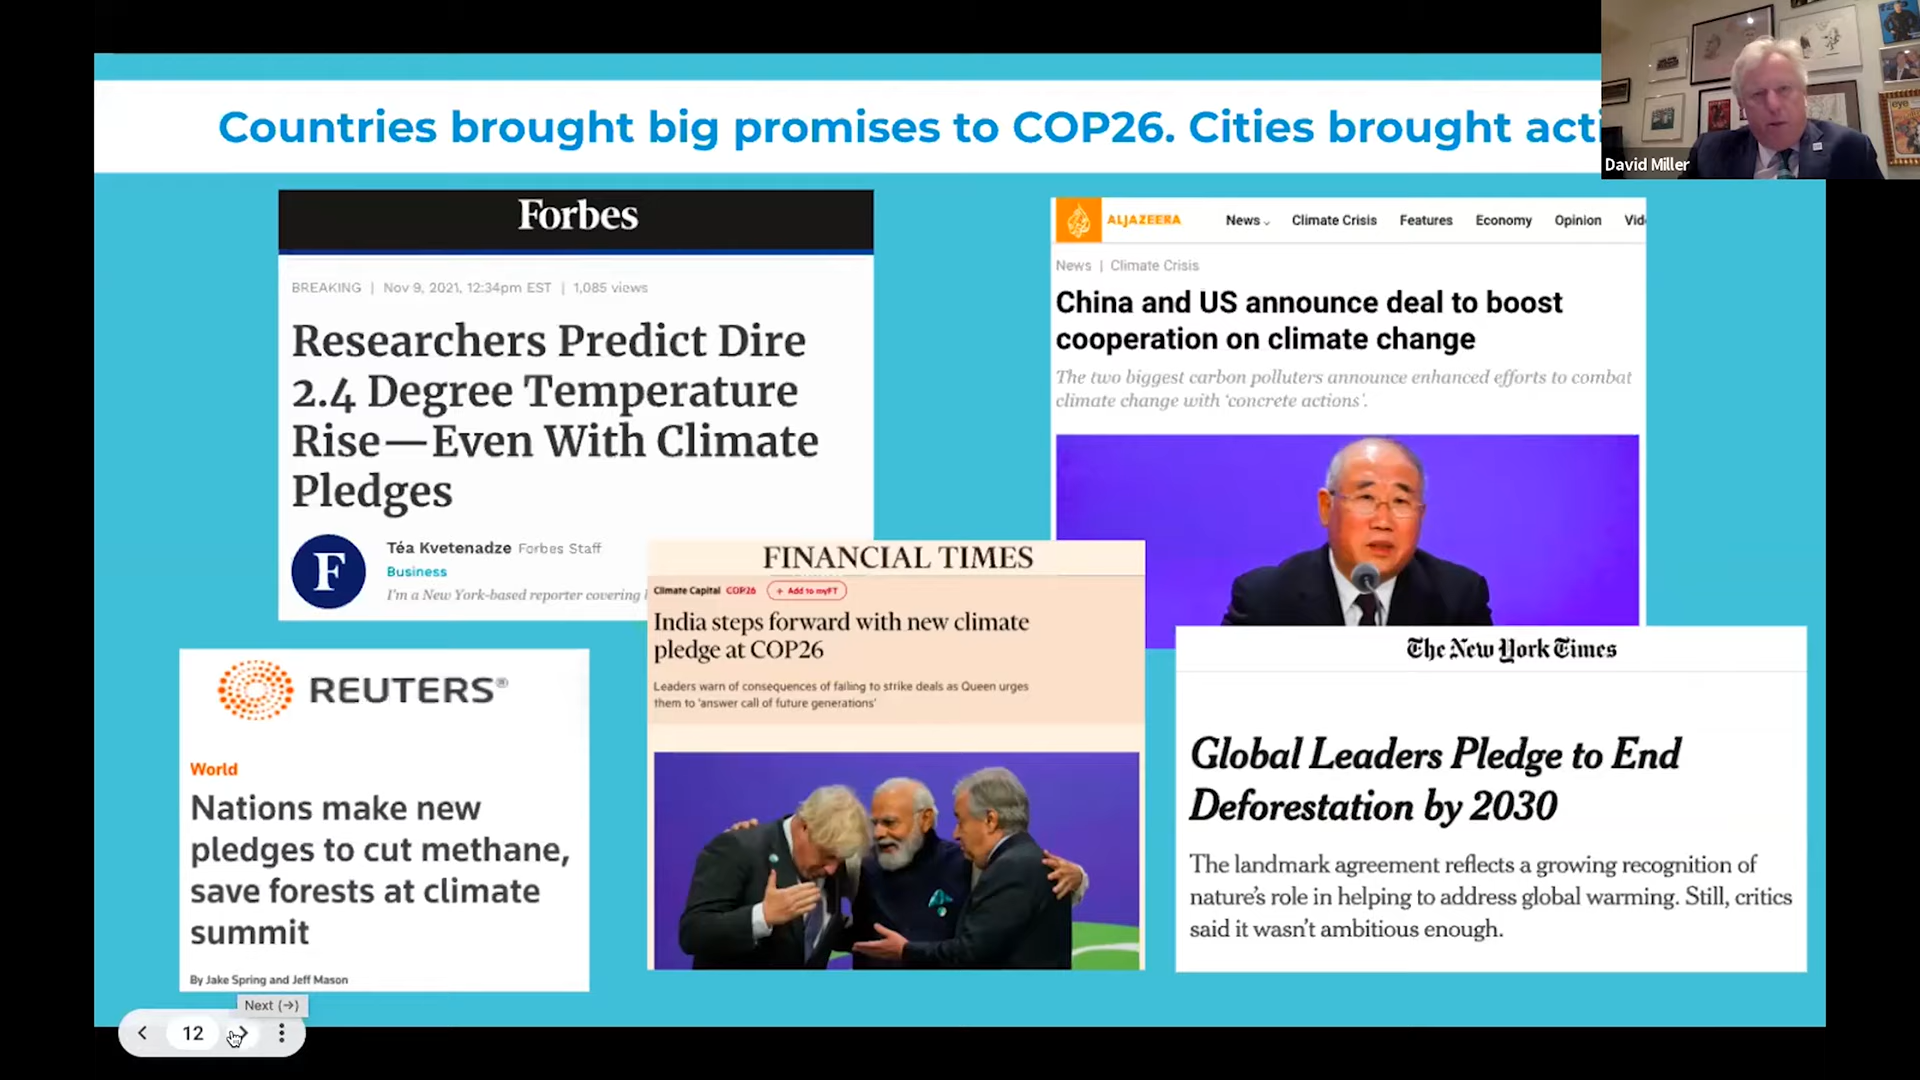 Countries brought big promises to COP26. Cities brought acti
David Miller
Forbes
BREAKING | Nov 9, 2021, 12:34pm EST | 1,085 views
Researchers Predict Dire
2.4 Degree Temperature
Rise—Even With Climate
Pledges
F
Téa Kvetenadze Forbes Staff
Business
I'm a New York-based reporter covering
ALJAZEERA
News Climate Crisis Features Economy Opinion Vid
News | Climate Crisis
China and US announce deal to boost
cooperation on climate change
The two biggest carbon polluters announce enhanced efforts to combat
climate change with 'concrete actions'.
FINANCIAL TIMES
Climate Capital COP26 + Add to myFT
India steps forward with new climate
pledge at COP26
Leaders warn of consequences of failing to strike deals as Queen urges
them to 'answer call of future generations'
REUTERS®
World
Nations make new
pledges to cut methane,
save forests at climate
summit
By Jake Spring and Jeff Mason
The New York Times
Global Leaders Pledge to End
Deforestation by 2030
The landmark agreement reflects a growing recognition of
nature's role in helping to address global warming. Still, critics
said it wasn't ambitious enough.
Next (→)
12
eye